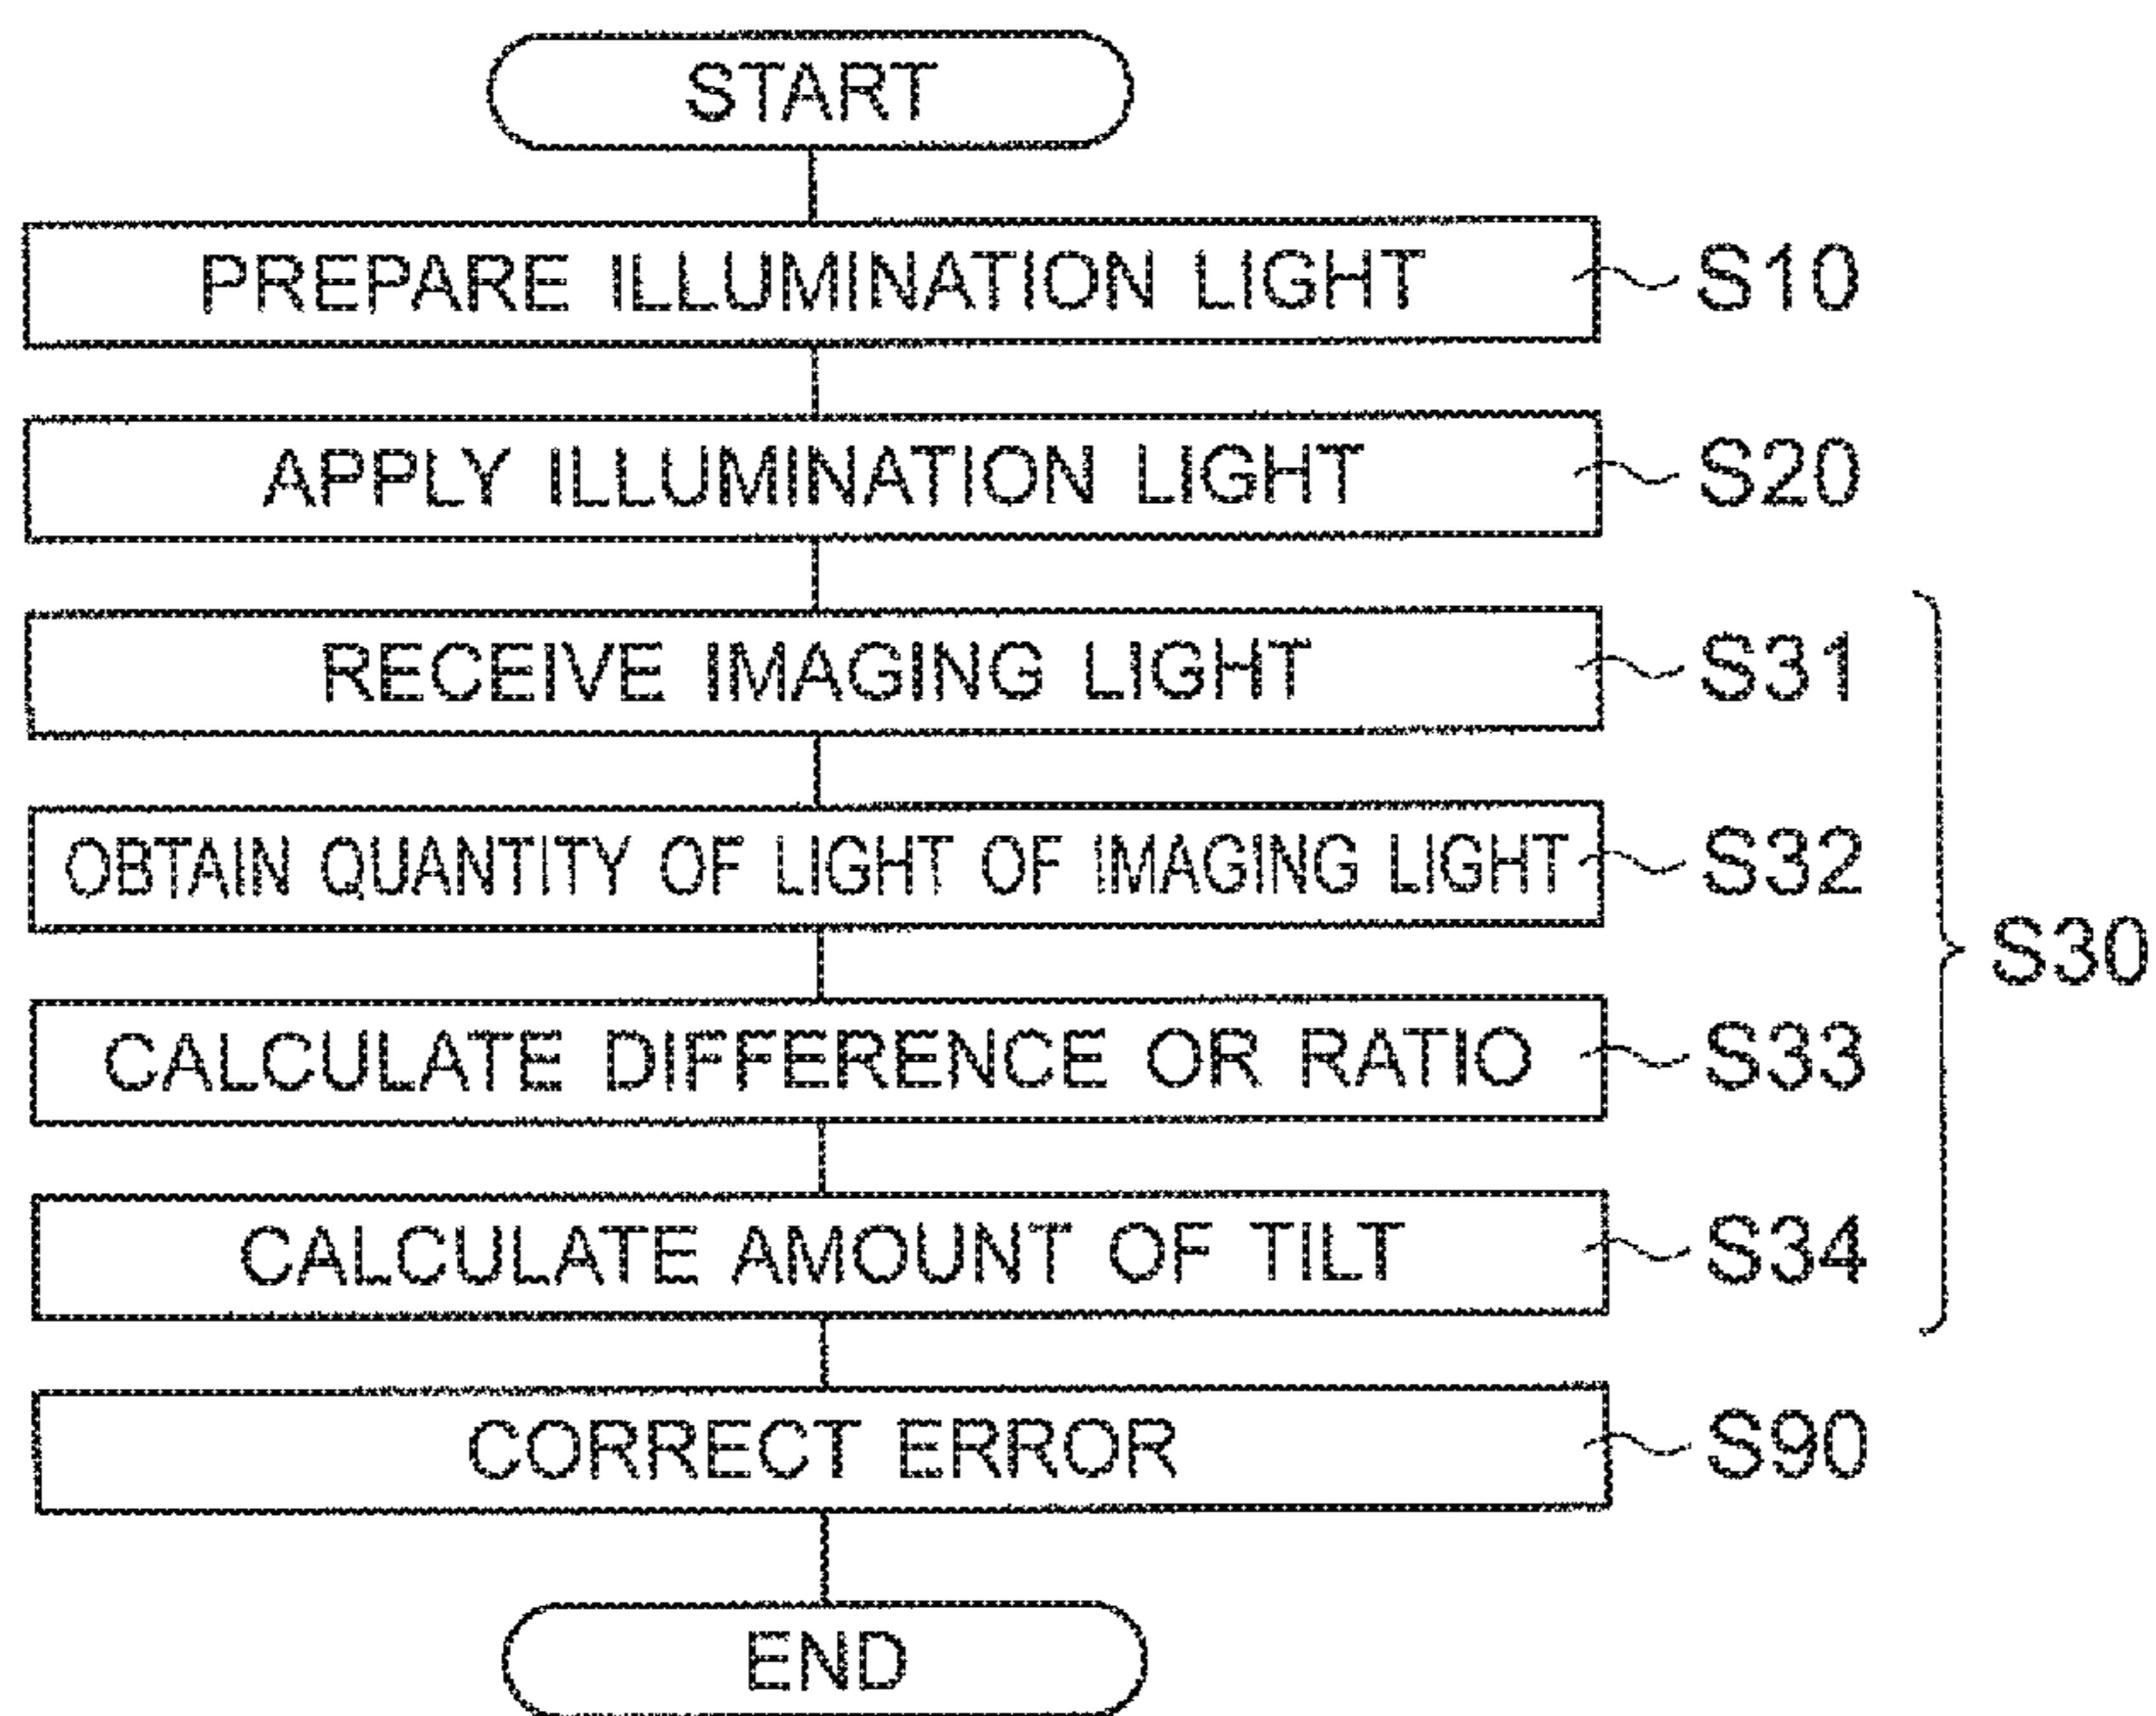 START
PREPARE ILLUMINATION LIGHT S10
APPLY ILLUMINATION LIGHT S20
RECEIVE IMAGING LIGHT S31
OBTAIN QUANTITY OF LIGHT OF IMAGING LIGHT S32
S30
CALCULATE DIFFERENCE OR RATIO S33
CALCULATE AMOUNT OF TILT S34
CORRECT ERROR S90
END